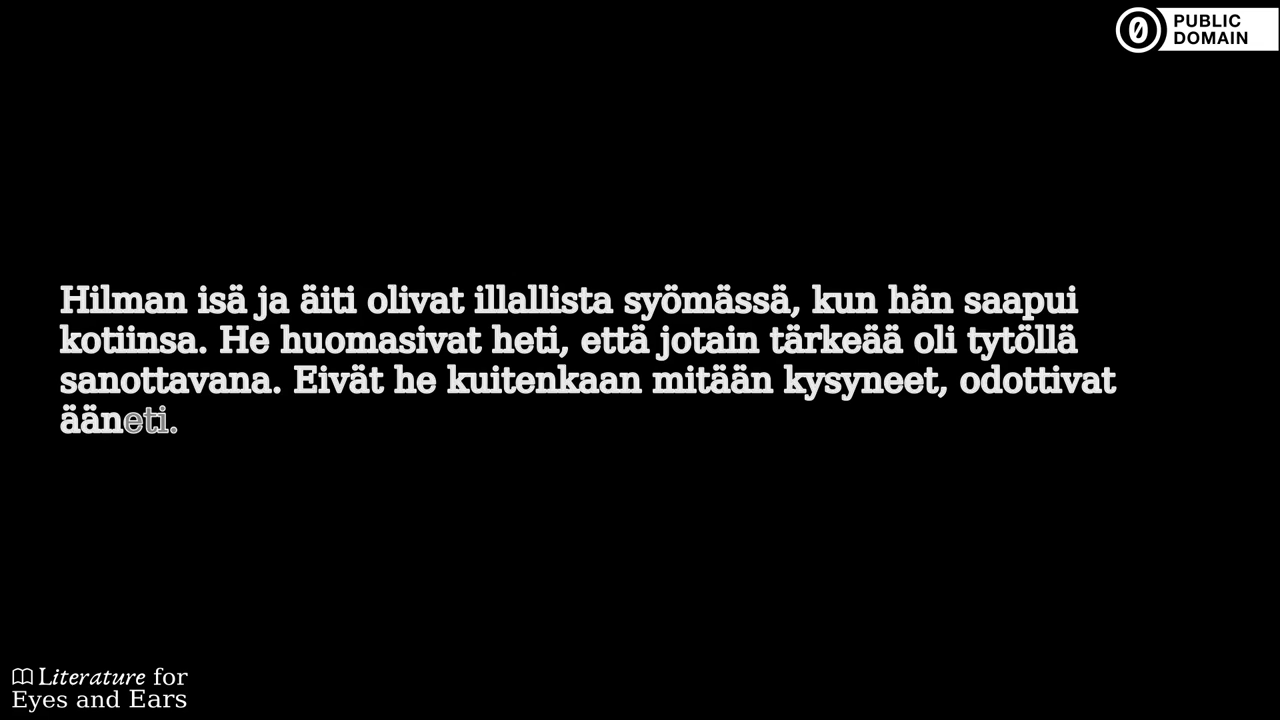 PUBLIC
DOMAIN
Hilman isä ja äiti olivat illallista syömässä, kun hän saapui
kotiinsa. He huomasivat heti, että jotain tärkeää oli tytöllä
sanottavana. Eivät he kuitenkaan mitään kysyneet, odottivat
ääneti.
Literature for
Eyes and Ears